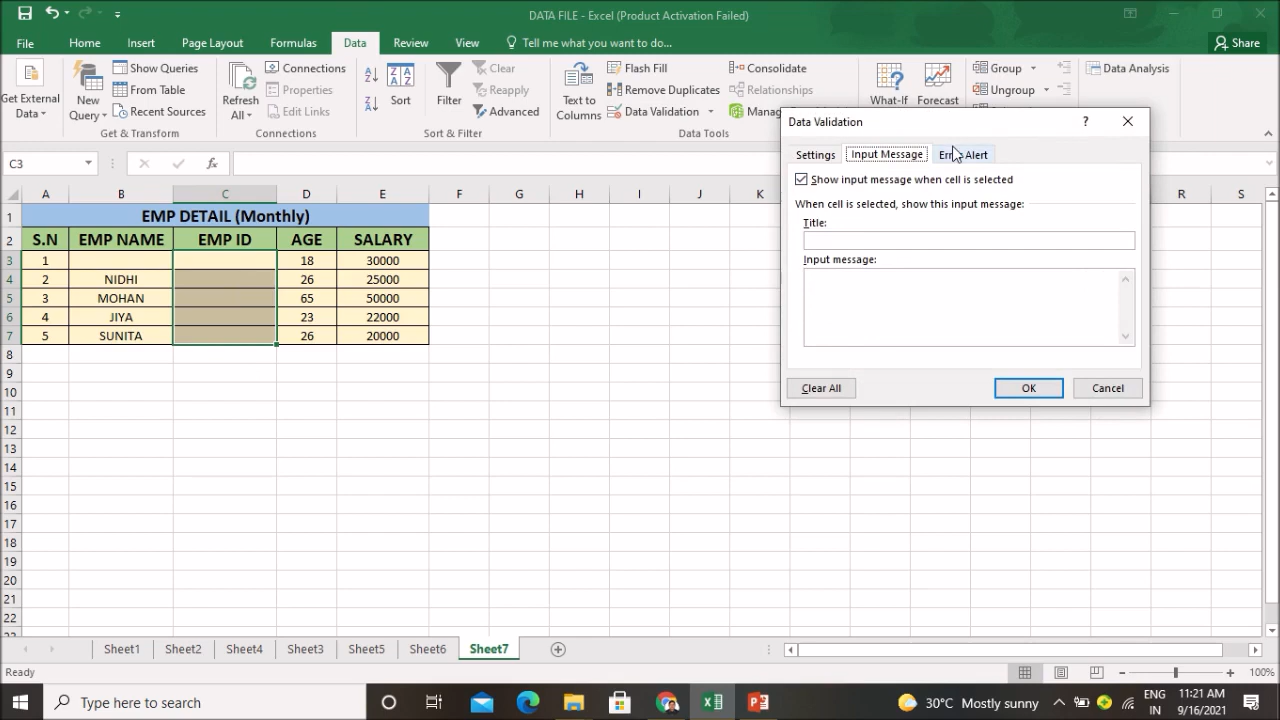 DATA FILE - Excel (Product Activation Failed)
File Home Insert Page Layout Formulas Data Review View Tell me what you want to do... Share
Get External Data
New Query
Show Queries
From Table
Recent Sources
Get & Transform
Refresh All
Connections
Properties
Edit Links
Connections
Sort
Filter
Clear
Reapply
Advanced
Sort & Filter
Text to Columns
Flash Fill
Remove Duplicates
Data Validation
Consolidate
Relationships
Data Tools
What-If
Forecast
Group
Ungroup
Data Analysis
C3 fx
A B C D E F G H I J K R S
1 EMP DETAIL (Monthly)
2 S.N EMP NAME EMP ID AGE SALARY
3 1 18 30000
4 2 NIDHI 26 25000
5 3 MOHAN 65 50000
6 4 JIYA 23 22000
7 5 SUNITA 26 20000
8
9
10
11
12
13
14
15
16
17
18
19
20
21
22
Data Validation ?
Settings Input Message Alert
Show input message when cell is selected
When cell is selected, show this input message:
Title:
Input message:
Clear All OK Cancel
Sheet1 Sheet2 Sheet4 Sheet3 Sheet5 Sheet6 Sheet7
Ready 100%
Type here to search
30°C Mostly sunny
ENG
IN
11:21 AM
9/16/2021